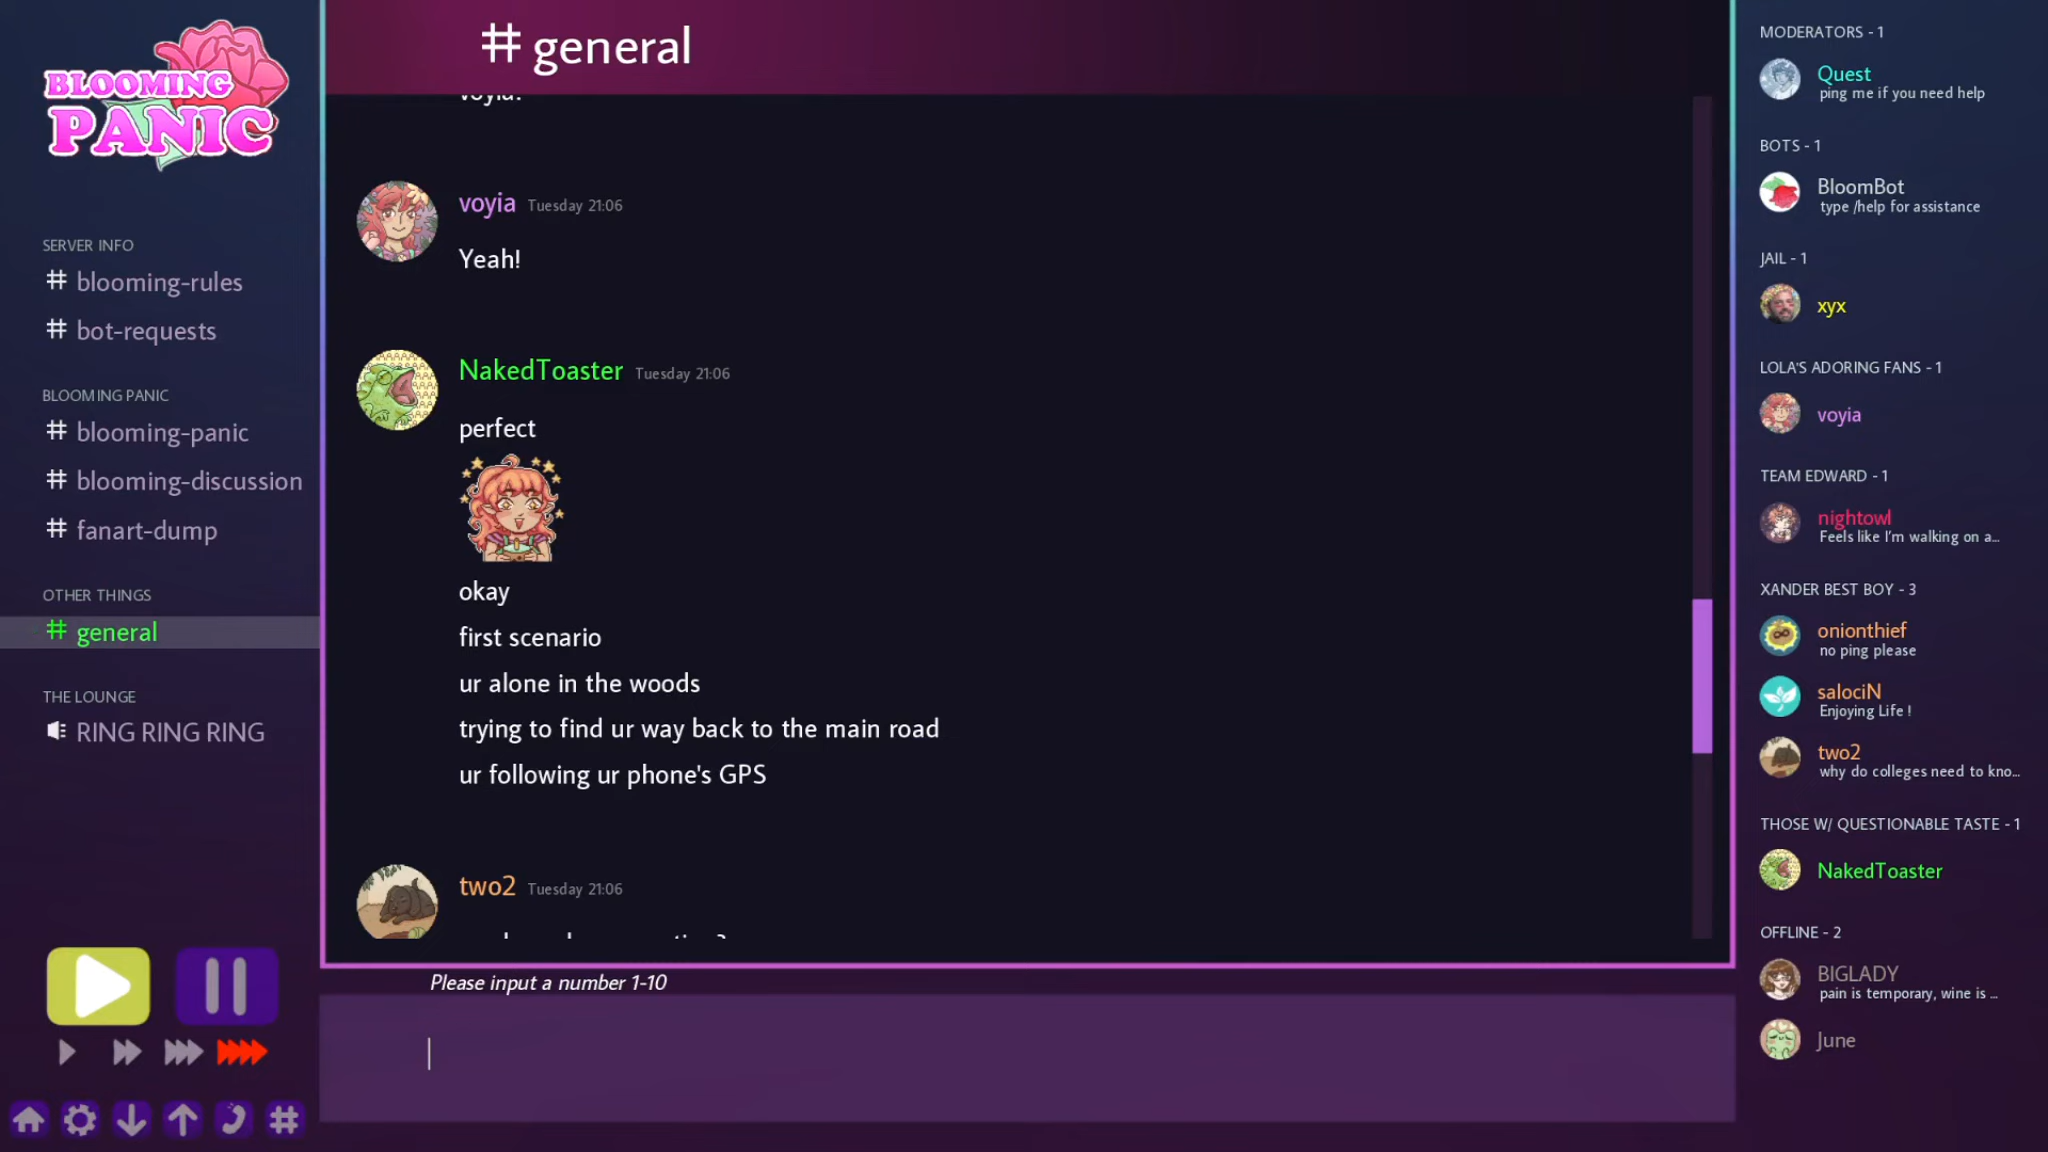 BLOOMING
PANIC
SERVER INFO
# blooming-rules
# bot-requests
BLOOMING PANIC
# blooming-panic
# blooming-discussion
# fanart-dump
OTHER THINGS
# general
THE LOUNGE
RING RING RING
# general
voyia Tuesday 21:06
Yeah!
NakedToaster Tuesday 21:06
perfect
okay
first scenario
ur alone in the woods
trying to find ur way back to the main road
ur following ur phone's GPS
two2 Tuesday 21:06
Please input a number 1-10
MODERATORS - 1
Quest
ping me if you need help
BOTS - 1
BloomBot
type /help for assistance
JAIL - 1
xyx
LOLA'S ADORING FANS - 1
voyia
TEAM EDWARD - 1
nightowl
Feels like I'm walking on a...
XANDER BEST BOY - 3
onionthief
no ping please
salociN
Enjoying Life !
two2
why do colleges need to kno...
THOSE W/ QUESTIONABLE TASTE - 1
NakedToaster
OFFLINE - 2
BIGLADY
pain is temporary, wine is ...
June